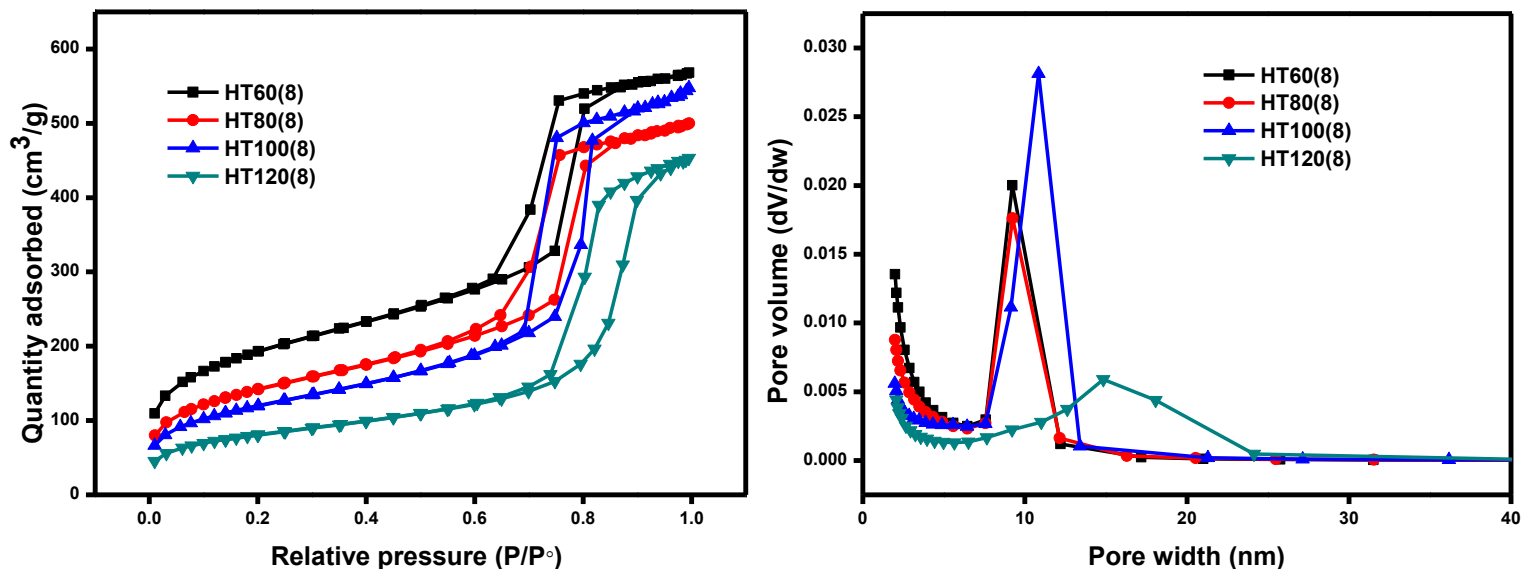 600
500
400
300
200
100
0
Quantity adsorbed (cm³/g)
HT60(8)
HT80(8)
HT100(8)
HT120(8)
0.0 0.2 0.4 0.6 0.8 1.0
Relative pressure (P/P°)
0.030
0.025
0.020
0.015
0.010
0.005
0.000
Pore volume (dV/dw)
HT60(8)
HT80(8)
HT100(8)
HT120(8)
0 10 20 30 40
Pore width (nm)